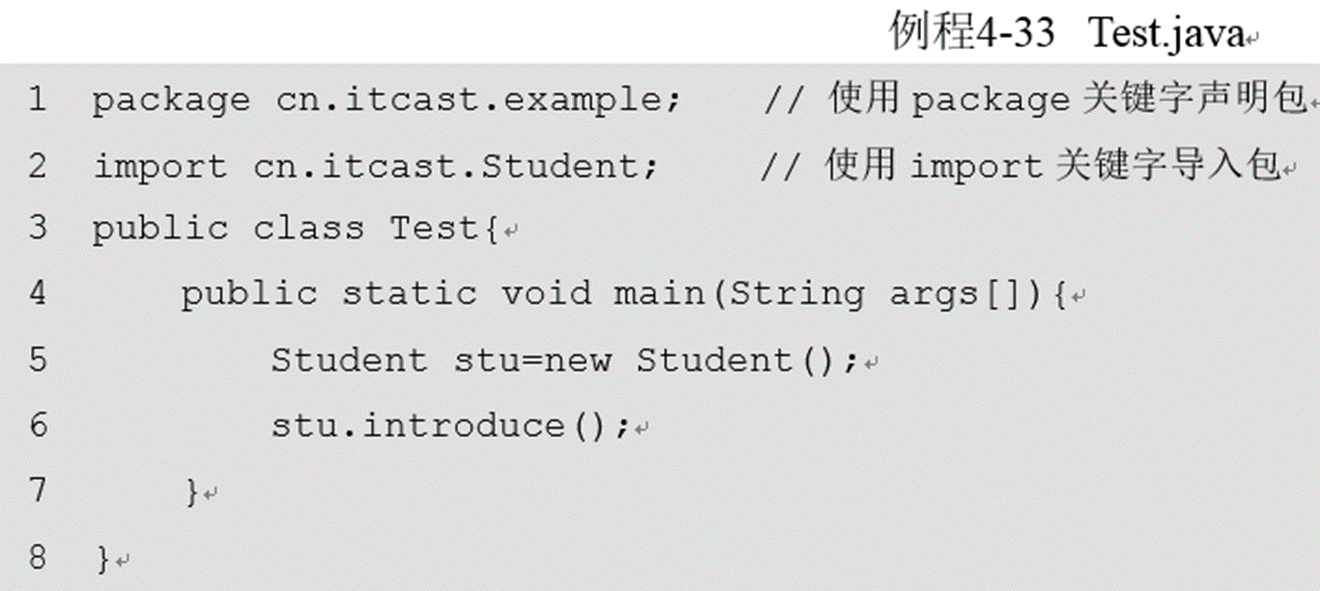 例程4-33 Test.java↵
1 package cn.itcast.example; // 使用 package 关键字声明包↵
2 import cn.itcast.Student; // 使用 import 关键字导入包↵
3 public class Test{↵
4 public static void main(String args[]){↵
5 Student stu=new Student();↵
6 stu.introduce();↵
7 }↵
8 }↵